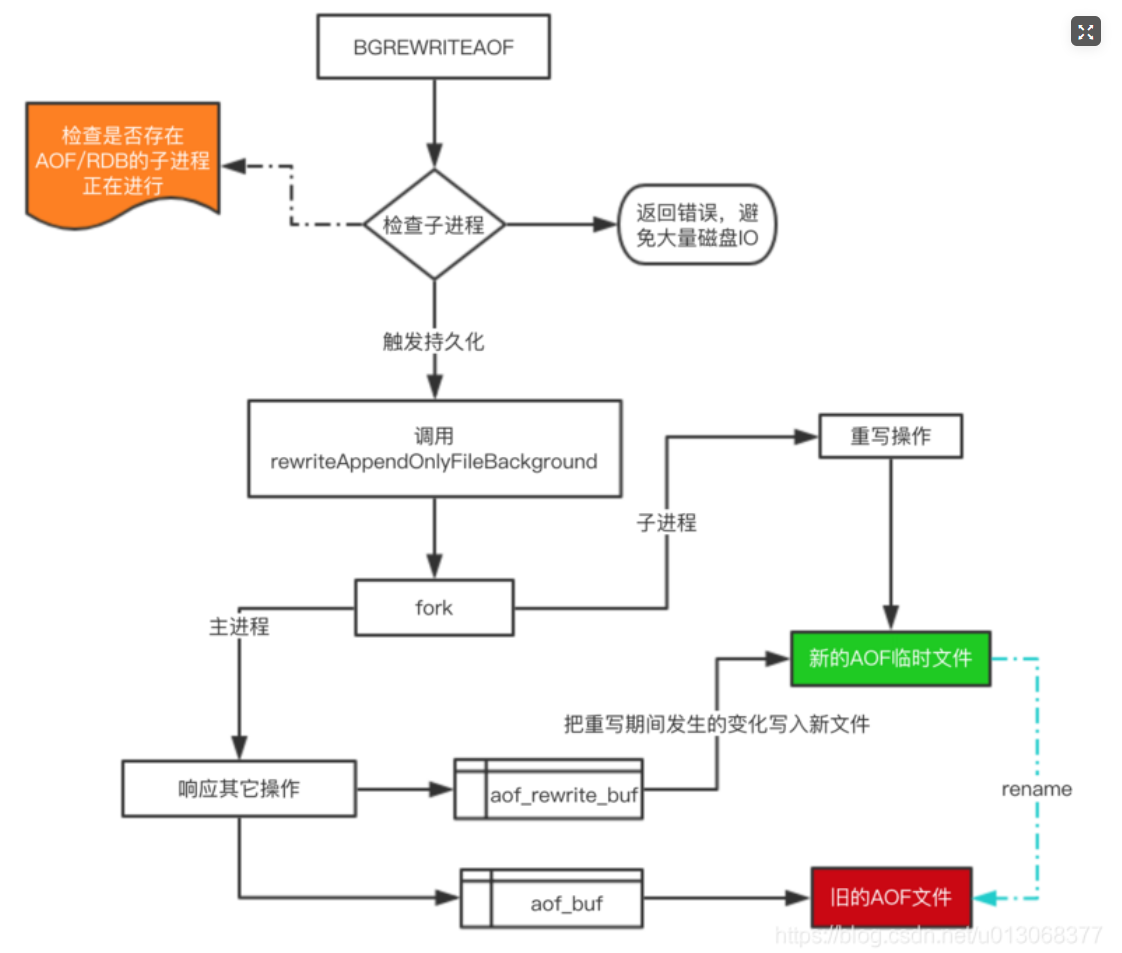 BGREWRITEAOF
检查是否存在
AOF/RDB的子进程
正在进行
检查子进程
返回错误，避
免大量磁盘IO
触发持久化
调用
rewriteAppendOnlyFileBackground
重写操作
子进程
fork
主进程
新的AOF临时文件
把重写期间发生的变化写入新文件
响应其它操作
aof_rewrite_buf
rename
aof_buf
旧的AOF文件
https://blog.csdn.net/u013068377